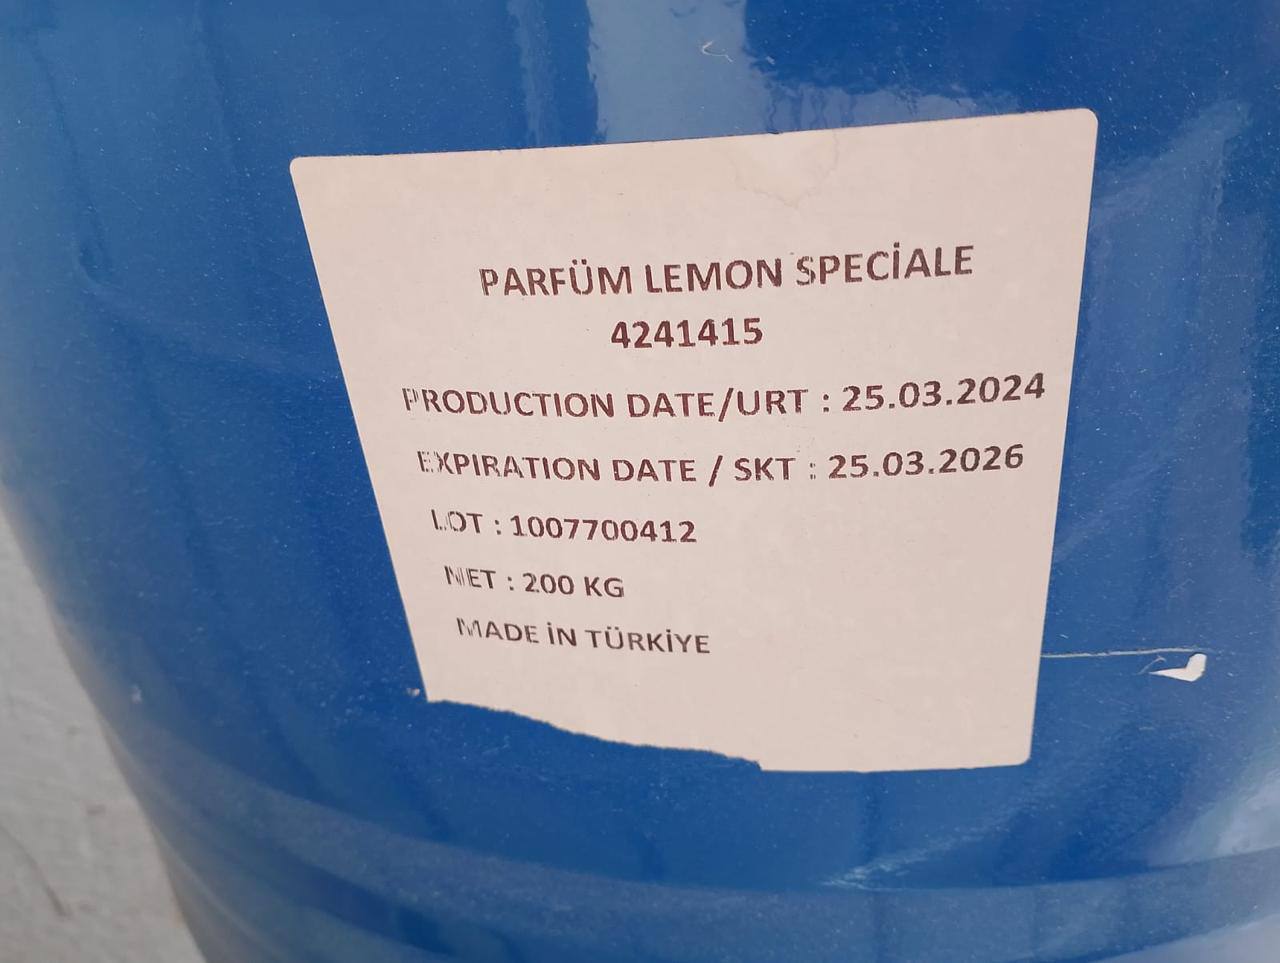 PARFÜM LEMON SPECİALE
4241415
PRODUCTION DATE/URT : 25.03.2024
EXPIRATION DATE / SKT : 25.03.2026
LOT : 1007700412
NET : 200 KG
MADE İN TÜRKİYE